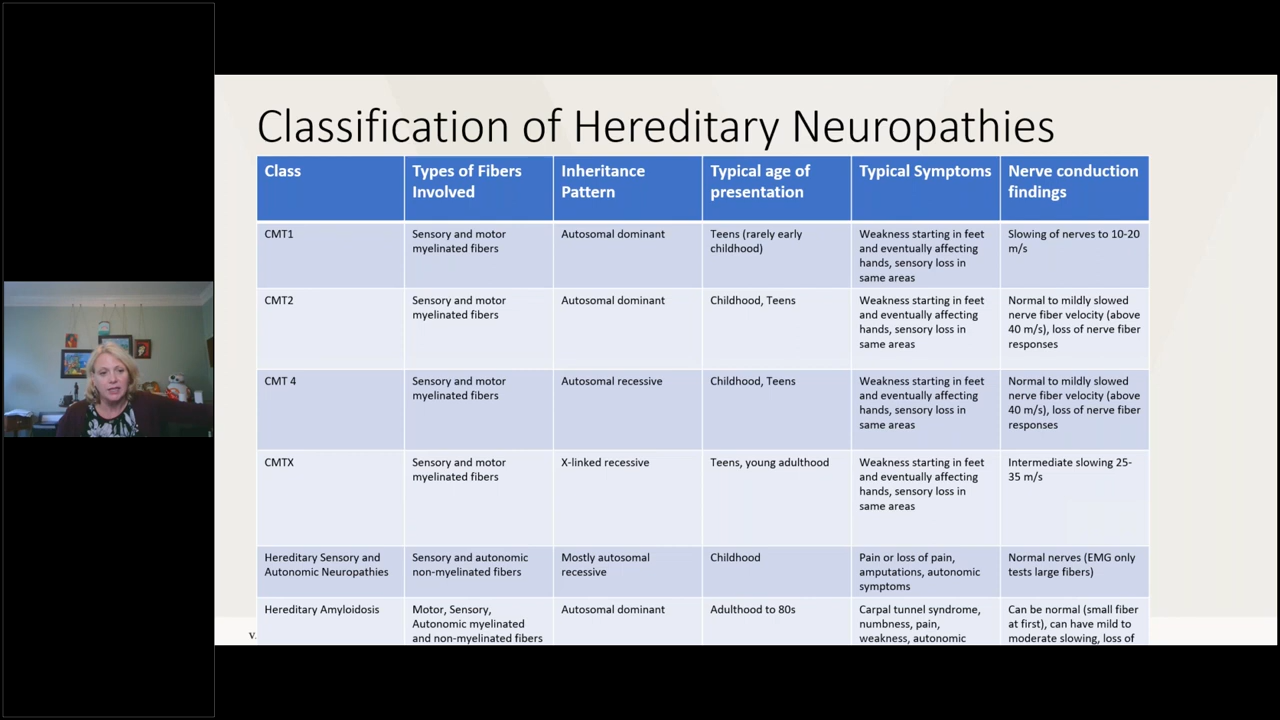 Classification of Hereditary Neuropathies
Class
Types of Fibers
Involved
Inheritance
Pattern
Typical age of
presentation
Typical Symptoms
Nerve conduction
findings
CMT1
Sensory and motor
myelinated fibers
Autosomal dominant
Teens (rarely early
childhood)
Weakness starting in feet
and eventually affecting
hands, sensory loss in
same areas
Slowing of nerves to 10-20
m/s
CMT2
Sensory and motor
myelinated fibers
Autosomal dominant
Childhood, Teens
Weakness starting in feet
and eventually affecting
hands, sensory loss in
same areas
Normal to mildly slowed
nerve fiber velocity (above
40 m/s), loss of nerve fiber
responses
CMT 4
Sensory and motor
myelinated fibers
Autosomal recessive
Childhood, Teens
Weakness starting in feet
and eventually affecting
hands, sensory loss in
same areas
Normal to mildly slowed
nerve fiber velocity (above
40 m/s), loss of nerve fiber
responses
CMTX
Sensory and motor
myelinated fibers
X-linked recessive
Teens, young adulthood
Weakness starting in feet
and eventually affecting
hands, sensory loss in
same areas
Intermediate slowing 25-
35 m/s
Hereditary Sensory and
Autonomic Neuropathies
Sensory and autonomic
non-myelinated fibers
Mostly autosomal
recessive
Childhood
Pain or loss of pain,
amputations, autonomic
symptoms
Normal nerves (EMG only
tests large fibers)
Hereditary Amyloidosis
Motor, Sensory,
Autonomic myelinated
and non-myelinated fibers
Autosomal dominant
Adulthood to 80s
Carpal tunnel syndrome,
numbness, pain,
weakness, autonomic
Can be normal (small fiber
at first), can have mild to
moderate slowing, loss of
v.